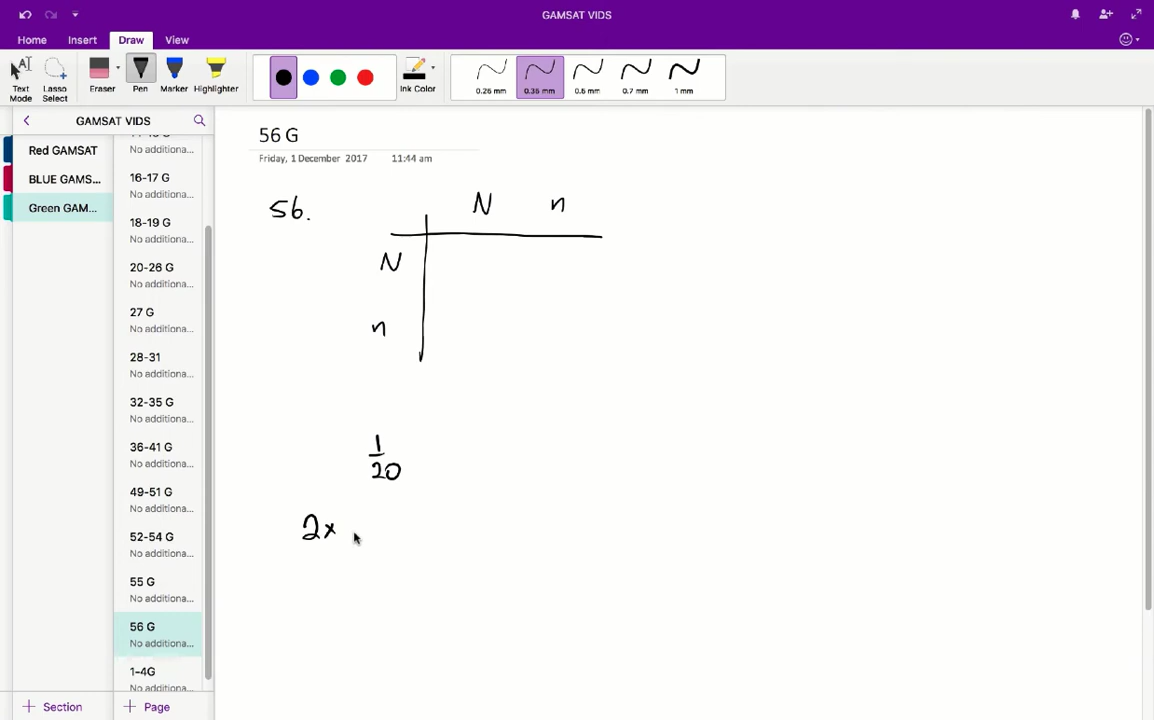 GAMSAT VIDS
Home Insert Draw View
Text Mode
Lasso Select
Eraser
Pen
Marker
Highlighter
Ink Color
0.25 mm 0.35 mm 0.5 mm 0.7 mm 1 mm
GAMSAT VIDS
Red GAMSAT
BLUE GAMS...
Green GAM...
No additiona...
16-17 G
No additiona...
18-19 G
No additiona...
20-26 G
No additiona...
27 G
No additiona...
28-31
No additiona...
32-35 G
No additiona...
36-41 G
No additiona...
49-51 G
No additiona...
52-54 G
No additiona...
55 G
No additiona...
56 G
No additiona...
1-4G
No additiona...
+ Section
+ Page
56 G
Friday, 1 December 2017 11:44 am
56.
N n
N
n
1
20
2x